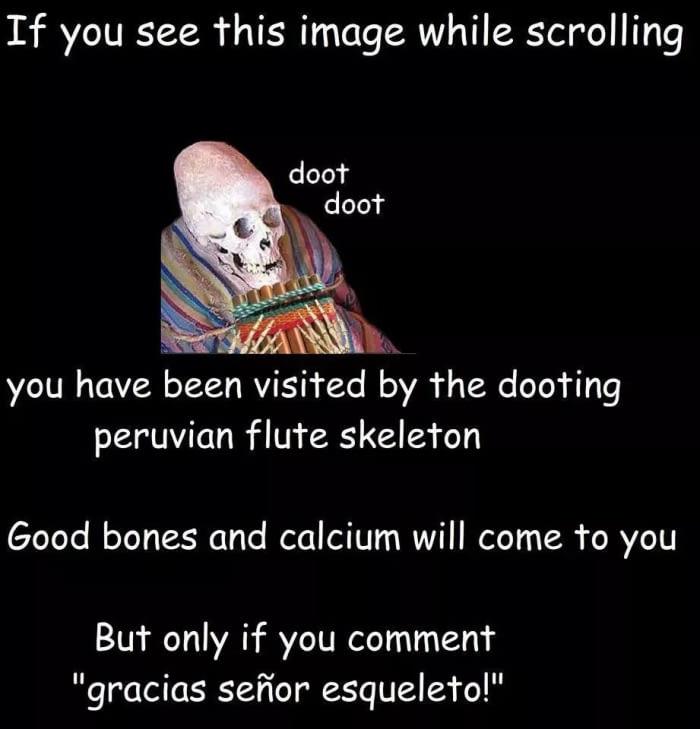 If you see this image while scrolling
doot
doot
you have been visited by the dooting
peruvian flute skeleton
Good bones and calcium will come to you
But only if you comment
"gracias señor esqueleto!"